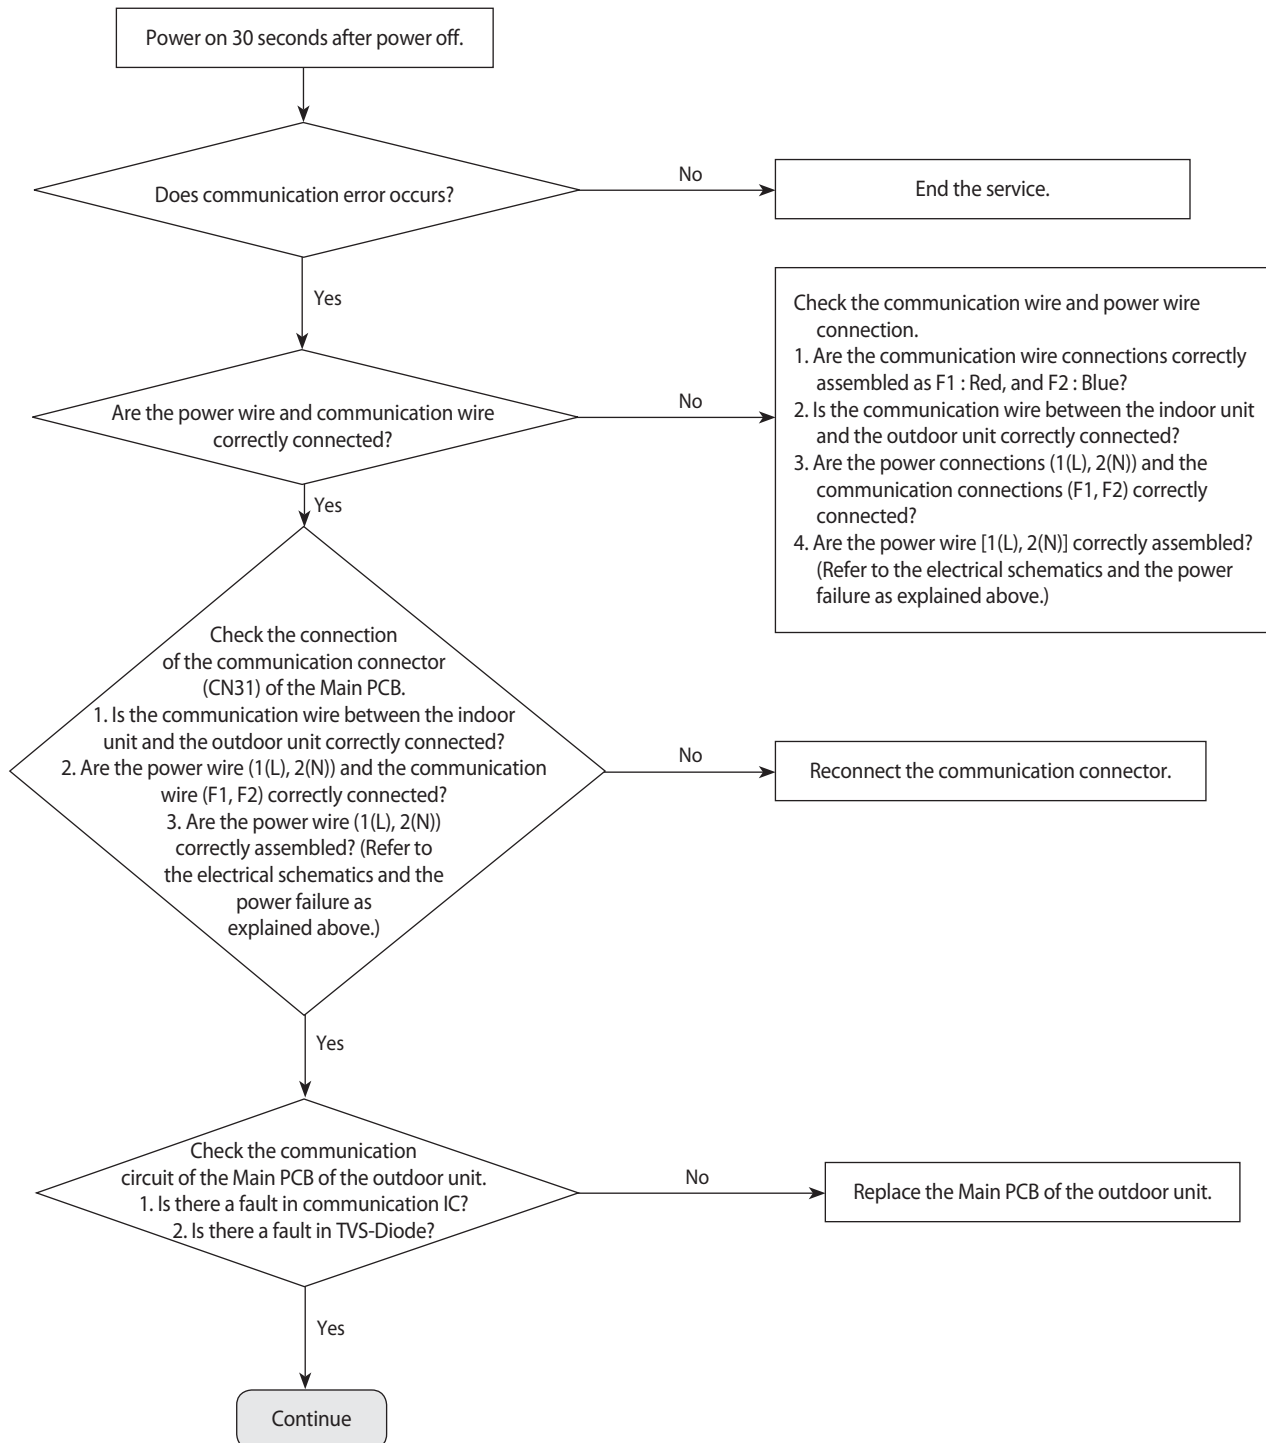 Power on 30 seconds after power off.
Does communication error occurs?
No
End the service.
Yes
Check the communication wire and power wire
connection.
1. Are the communication wire connections correctly
assembled as F1 : Red, and F2 : Blue?
2. Is the communication wire between the indoor unit
and the outdoor unit correctly connected?
3. Are the power connections (1(L), 2(N)) and the
communication connections (F1, F2) correctly
connected?
4. Are the power wire [1(L), 2(N)] correctly assembled?
(Refer to the electrical schematics and the power
failure as explained above.)
Are the power wire and communication wire
correctly connected?
No
Yes
Check the connection
of the communication connector
(CN31) of the Main PCB.
1. Is the communication wire between the indoor
unit and the outdoor unit correctly connected?
2. Are the power wire (1(L), 2(N)) and the communication
wire (F1, F2) correctly connected?
3. Are the power wire (1(L), 2(N))
correctly assembled? (Refer to
the electrical schematics and the
power failure as
explained above.)
No
Reconnect the communication connector.
Yes
Check the communication
circuit of the Main PCB of the outdoor unit.
1. Is there a fault in communication IC?
2. Is there a fault in TVS-Diode?
No
Replace the Main PCB of the outdoor unit.
Yes
Continue